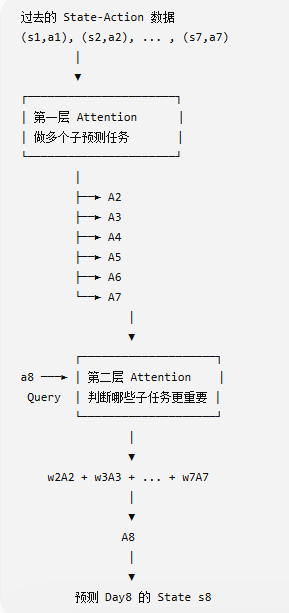 过去的 State-Action 数据
(s1,a1), (s2,a2), ... , (s7,a7)
第一层 Attention
做多个子预测任务
A2
A3
A4
A5
A6
A7
a8 ───► 第二层 Attention
Query 判断哪些子任务更重要
w2A2 + w3A3 + ... + w7A7
A8
预测 Day8 的 State s8